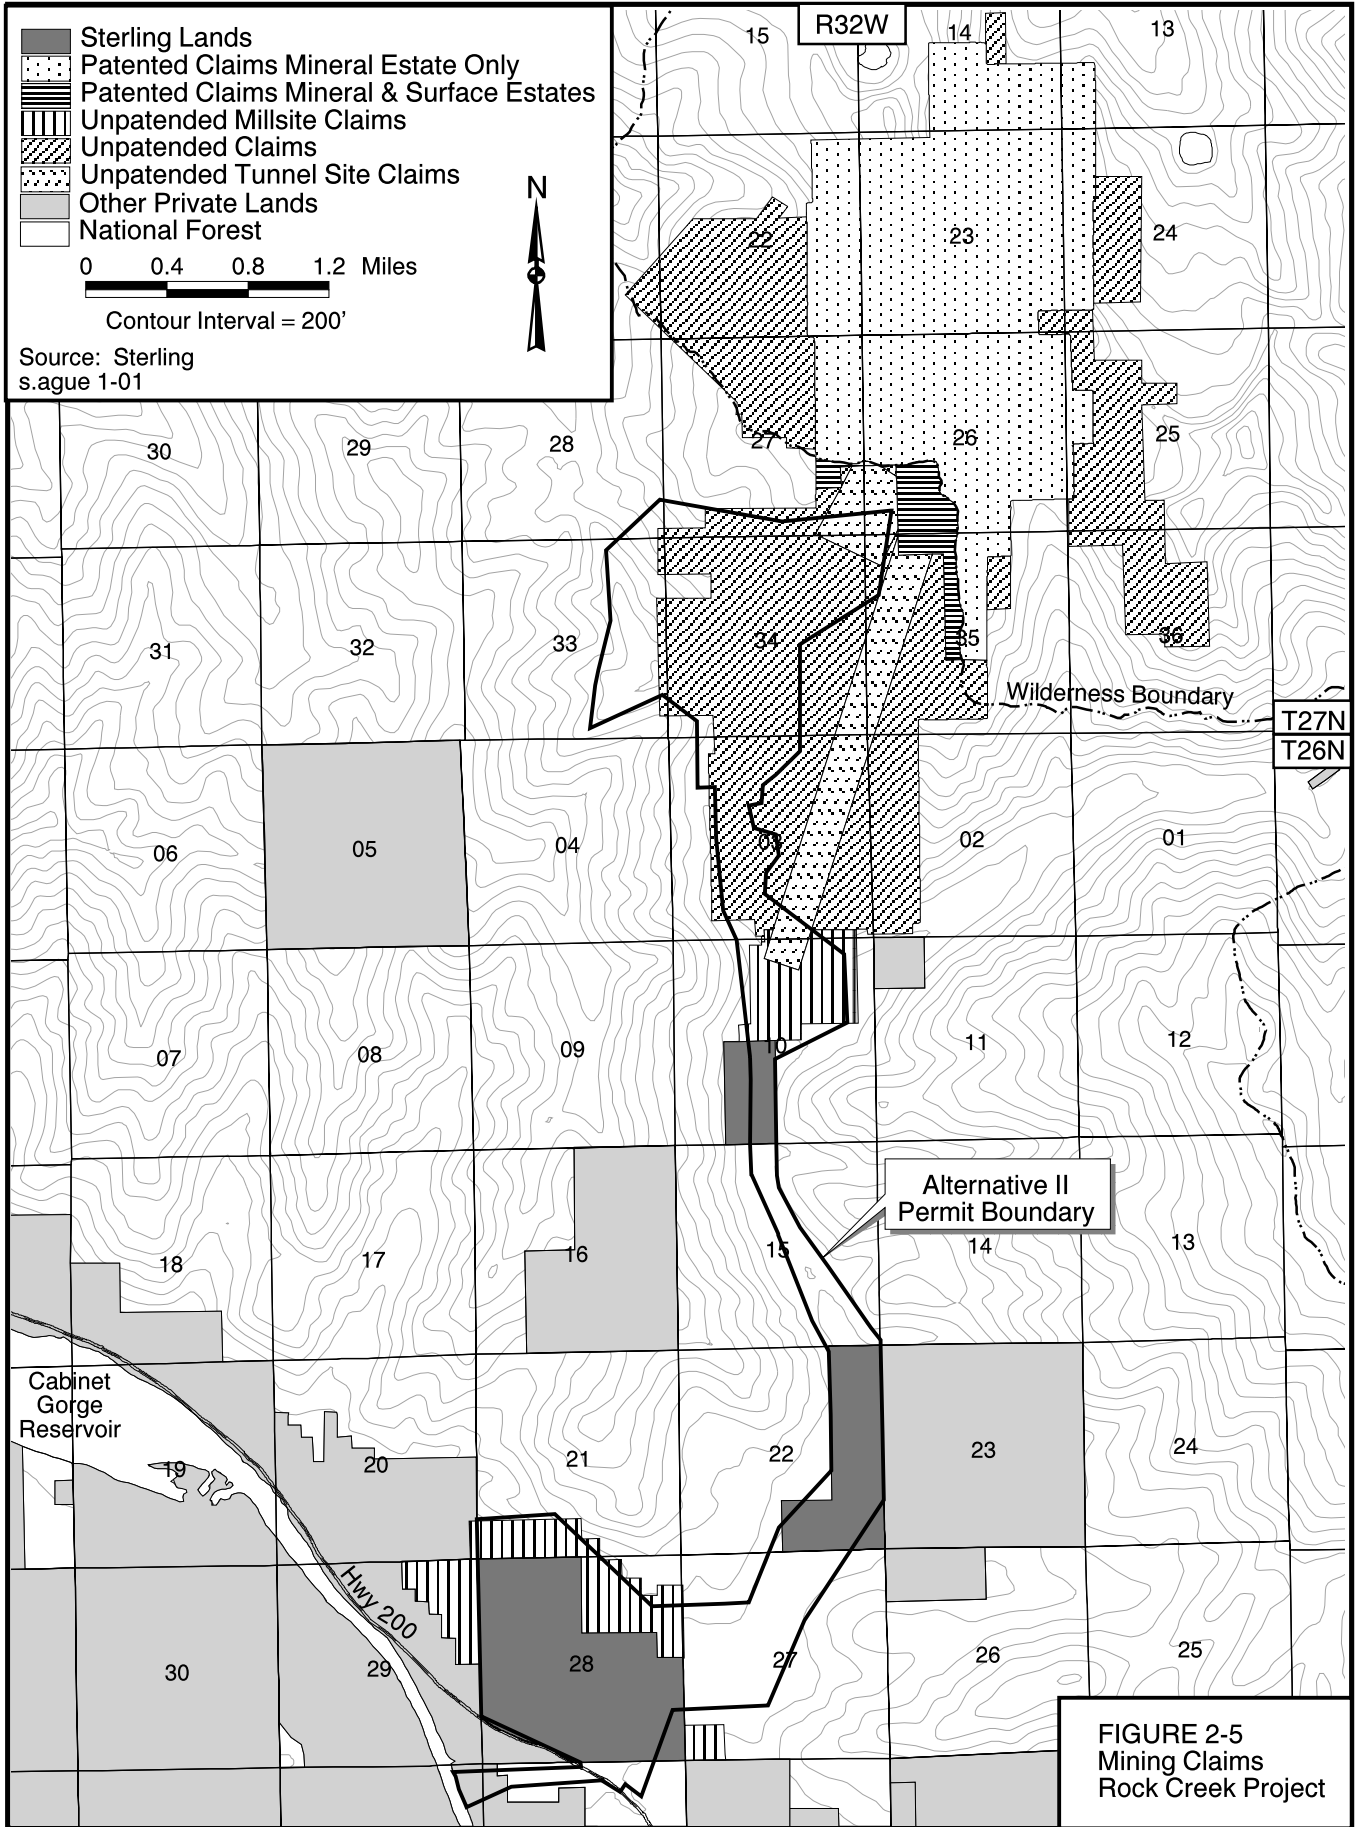 Sterling Lands
Patented Claims Mineral Estate Only
Patented Claims Mineral & Surface Estates
Unpatended Millsite Claims
Unpatended Claims
Unpatended Tunnel Site Claims
Other Private Lands
National Forest
0 0.4 0.8 1.2 Miles
Contour Interval = 200'
Source: Sterling
s.ague 1-01
N
R32W
15 14 13
22 23 24
30 29 28 27 26 25
31 32 33 34 35 36
Wilderness Boundary
T27N
T26N
06 05 04 03 02 01
07 08 09 10 11 12
Alternative II
Permit Boundary
18 17 16 15 14 13
Cabinet
Gorge
Reservoir
19 20 21 22 23 24
Hwy 200
30 29 28 27 26 25
FIGURE 2-5
Mining Claims
Rock Creek Project